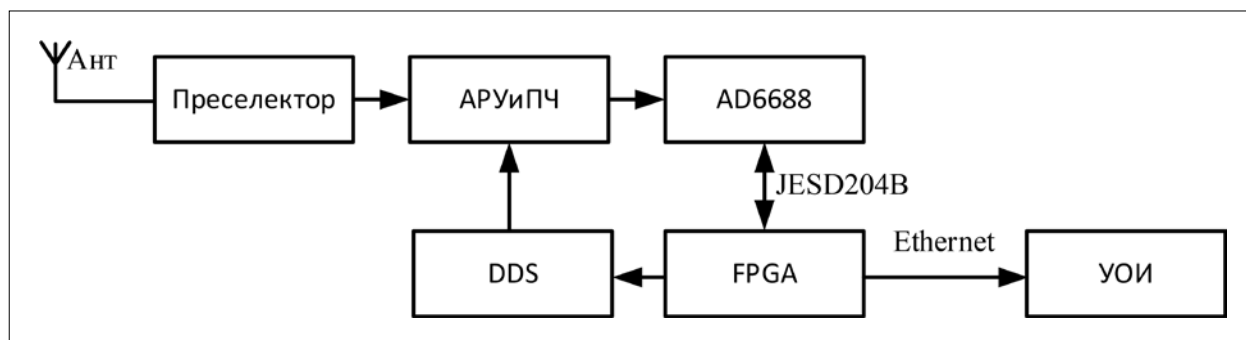 Ант
Преселектор
АРУиПЧ
AD6688
JESD204B
DDS
FPGA
Ethernet
УОИ